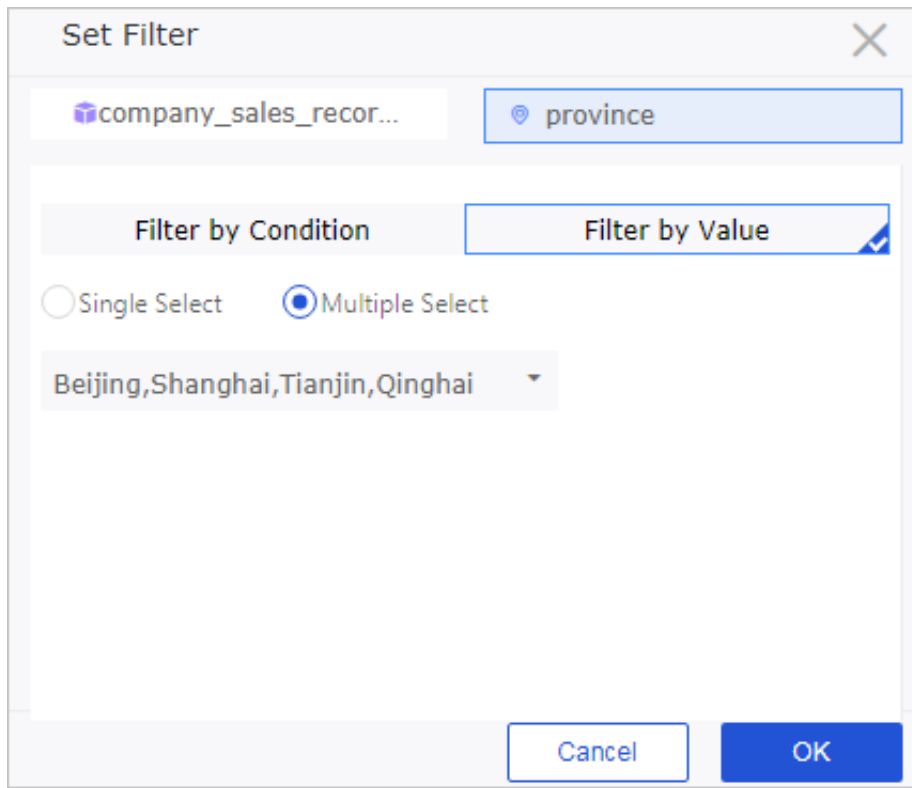 Set Filter
company_sales_recor...
province
Filter by Condition
Filter by Value
Single Select
Multiple Select
Beijing,Shanghai,Tianjin,Qinghai
Cancel
OK